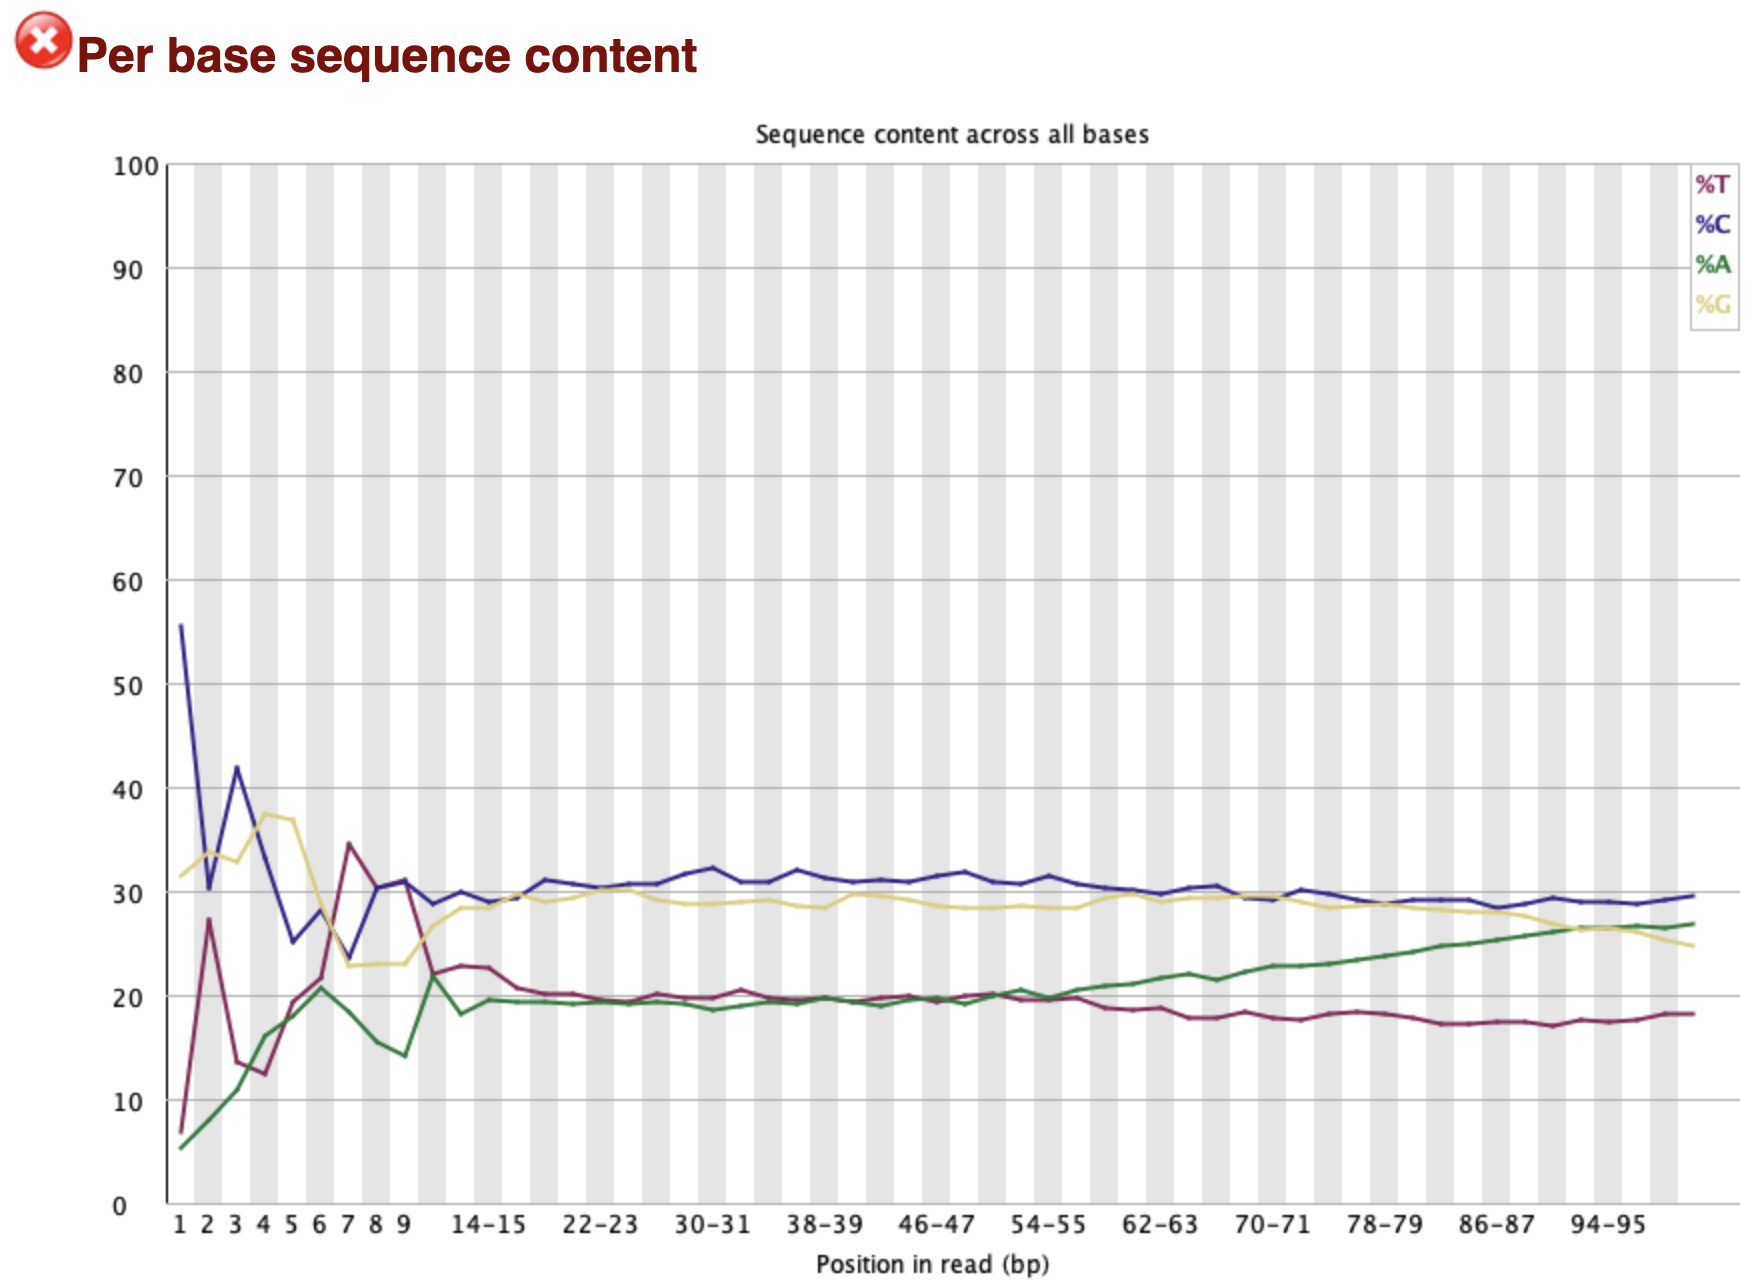 Per base sequence content
Sequence content across all bases
%T
%C
%A
%G
100
90
80
70
60
50
40
30
20
10
0
1 2 3 4 5 6 7 8 9 14-15 22-23 30-31 38-39 46-47 54-55 62-63 70-71 78-79 86-87 94-95
Position in read (bp)